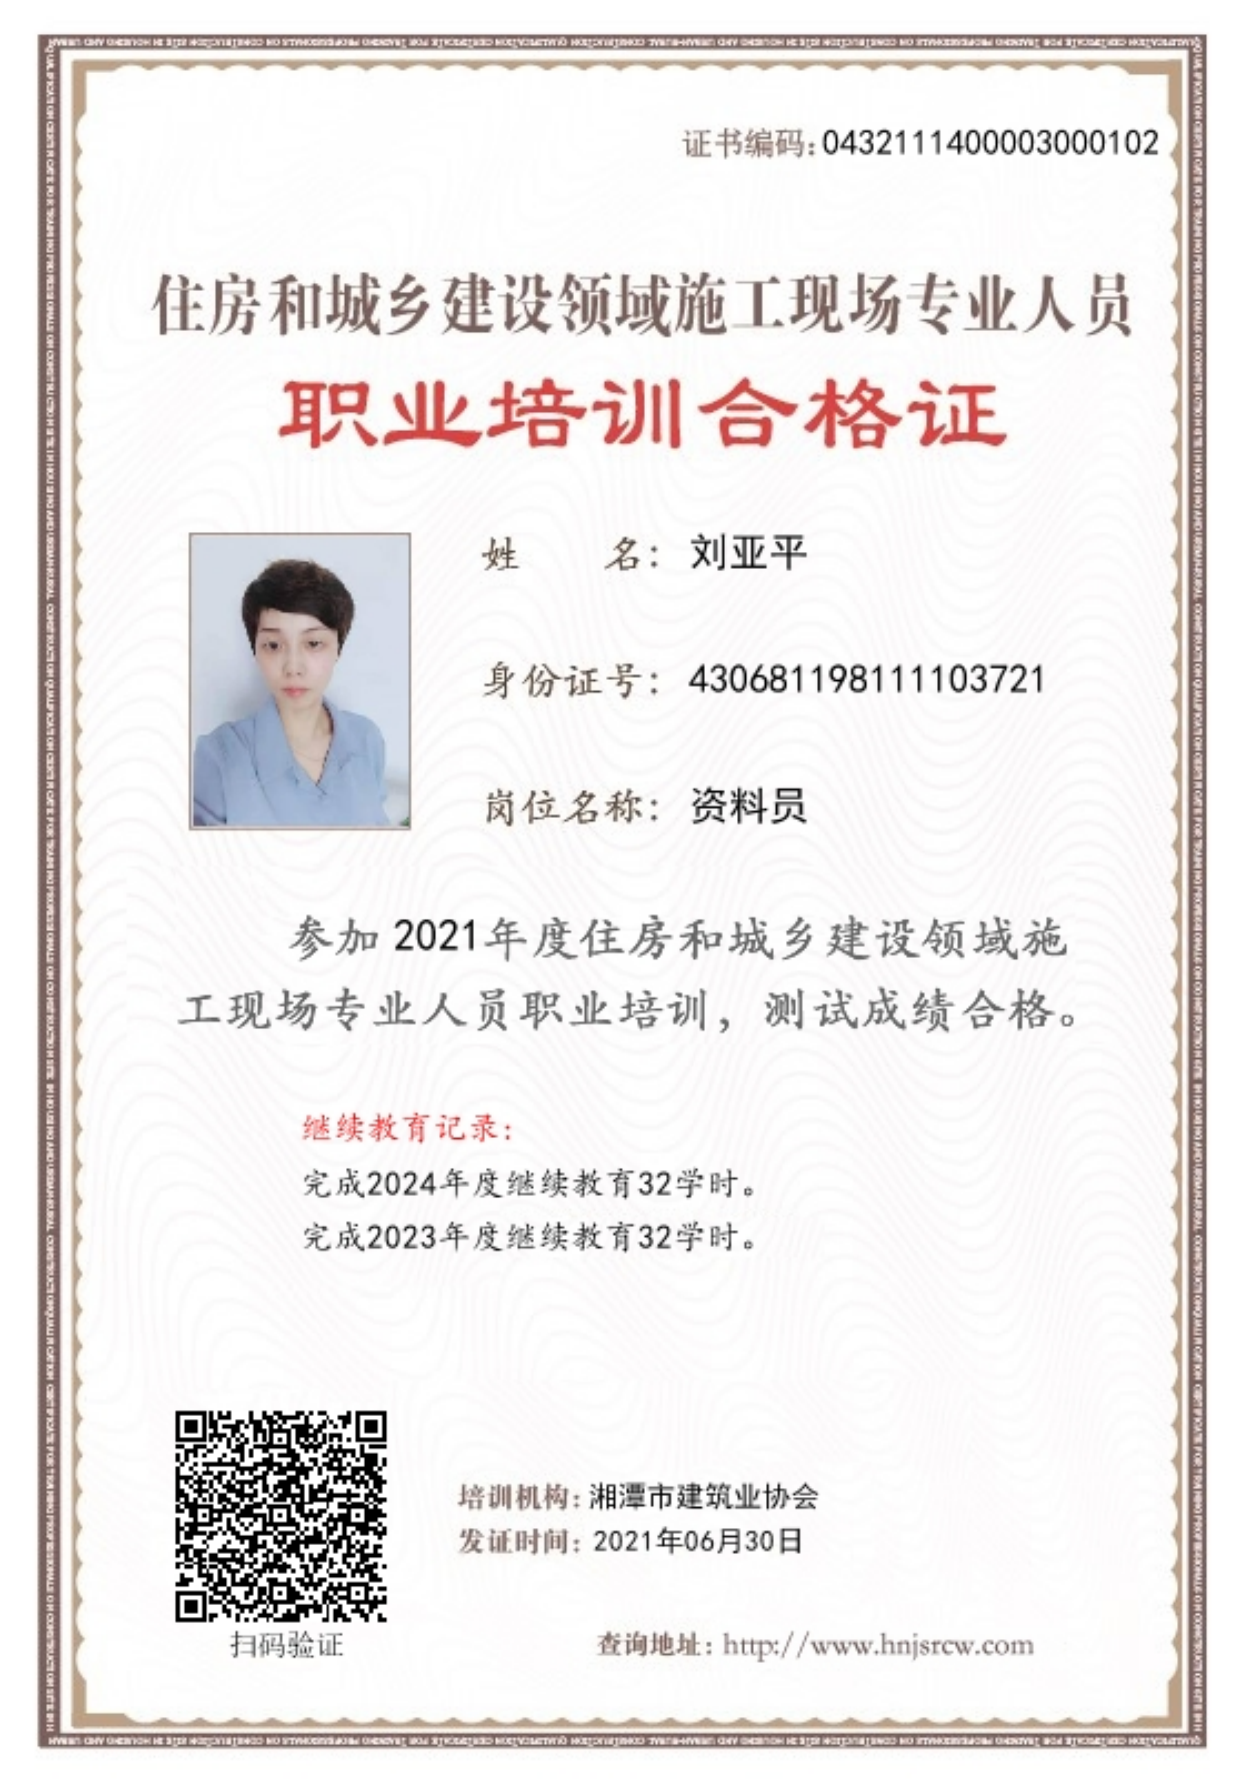 证书编码:0432111400003000102
住房和城乡建设领域施工现场专业人员
职业培训合格证
姓 名: 刘亚平
身份证号: 430681198111103721
岗位名称: 资料员
参加 2021年度住房和城乡建设领域施
工现场专业人员职业培训，测试成绩合格。
继续教育记录:
完成2024年度继续教育32学时。
完成2023年度继续教育32学时。
培训机构: 湘潭市建筑业协会
发证时间: 2021年06月30日
扫码验证
查询地址: http://www.hnjsrcw.com